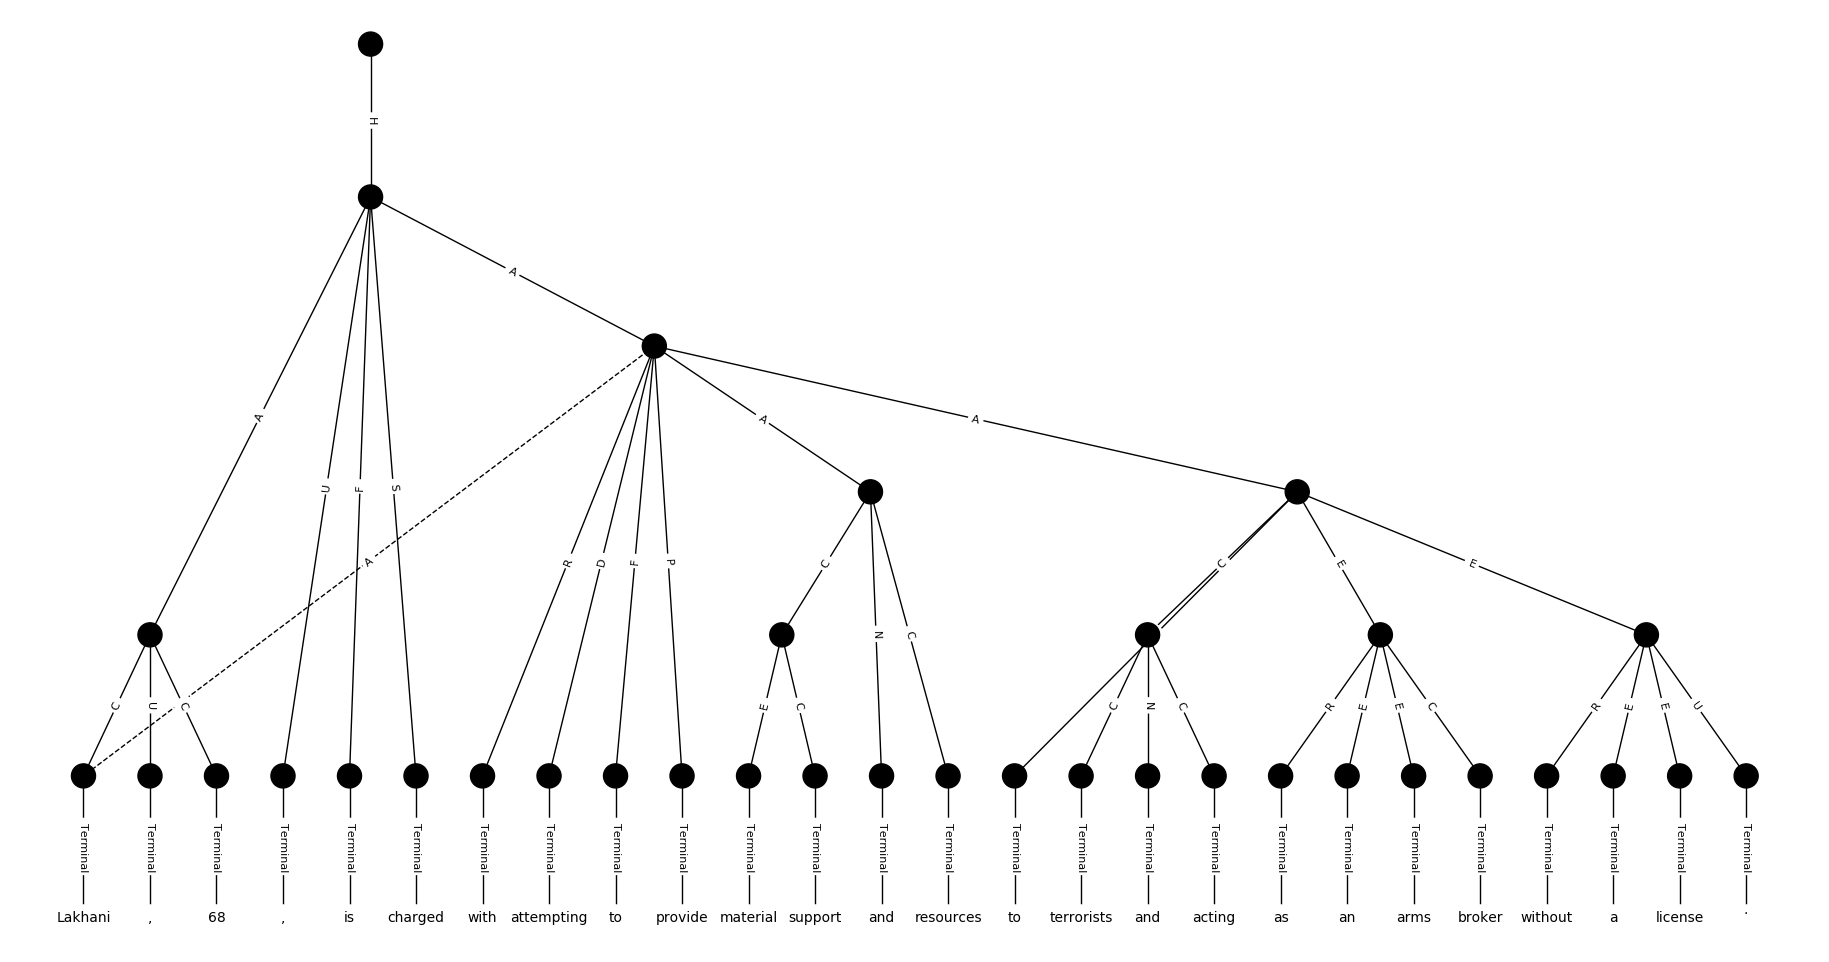 H
A
A
U
F
S
A
A
A
R
D
F
P
C
N
C
C
E
E
C
U
C
E
C
C
N
C
R
E
E
C
R
E
E
U
Terminal Terminal Terminal Terminal Terminal Terminal Terminal Terminal Terminal Terminal Terminal Terminal Terminal Terminal Terminal Terminal Terminal Terminal Terminal Terminal Terminal Terminal Terminal Terminal Terminal Terminal
Lakhani , 68 , is charged with attempting to provide material support and resources to terrorists and acting as an arms broker without a license .